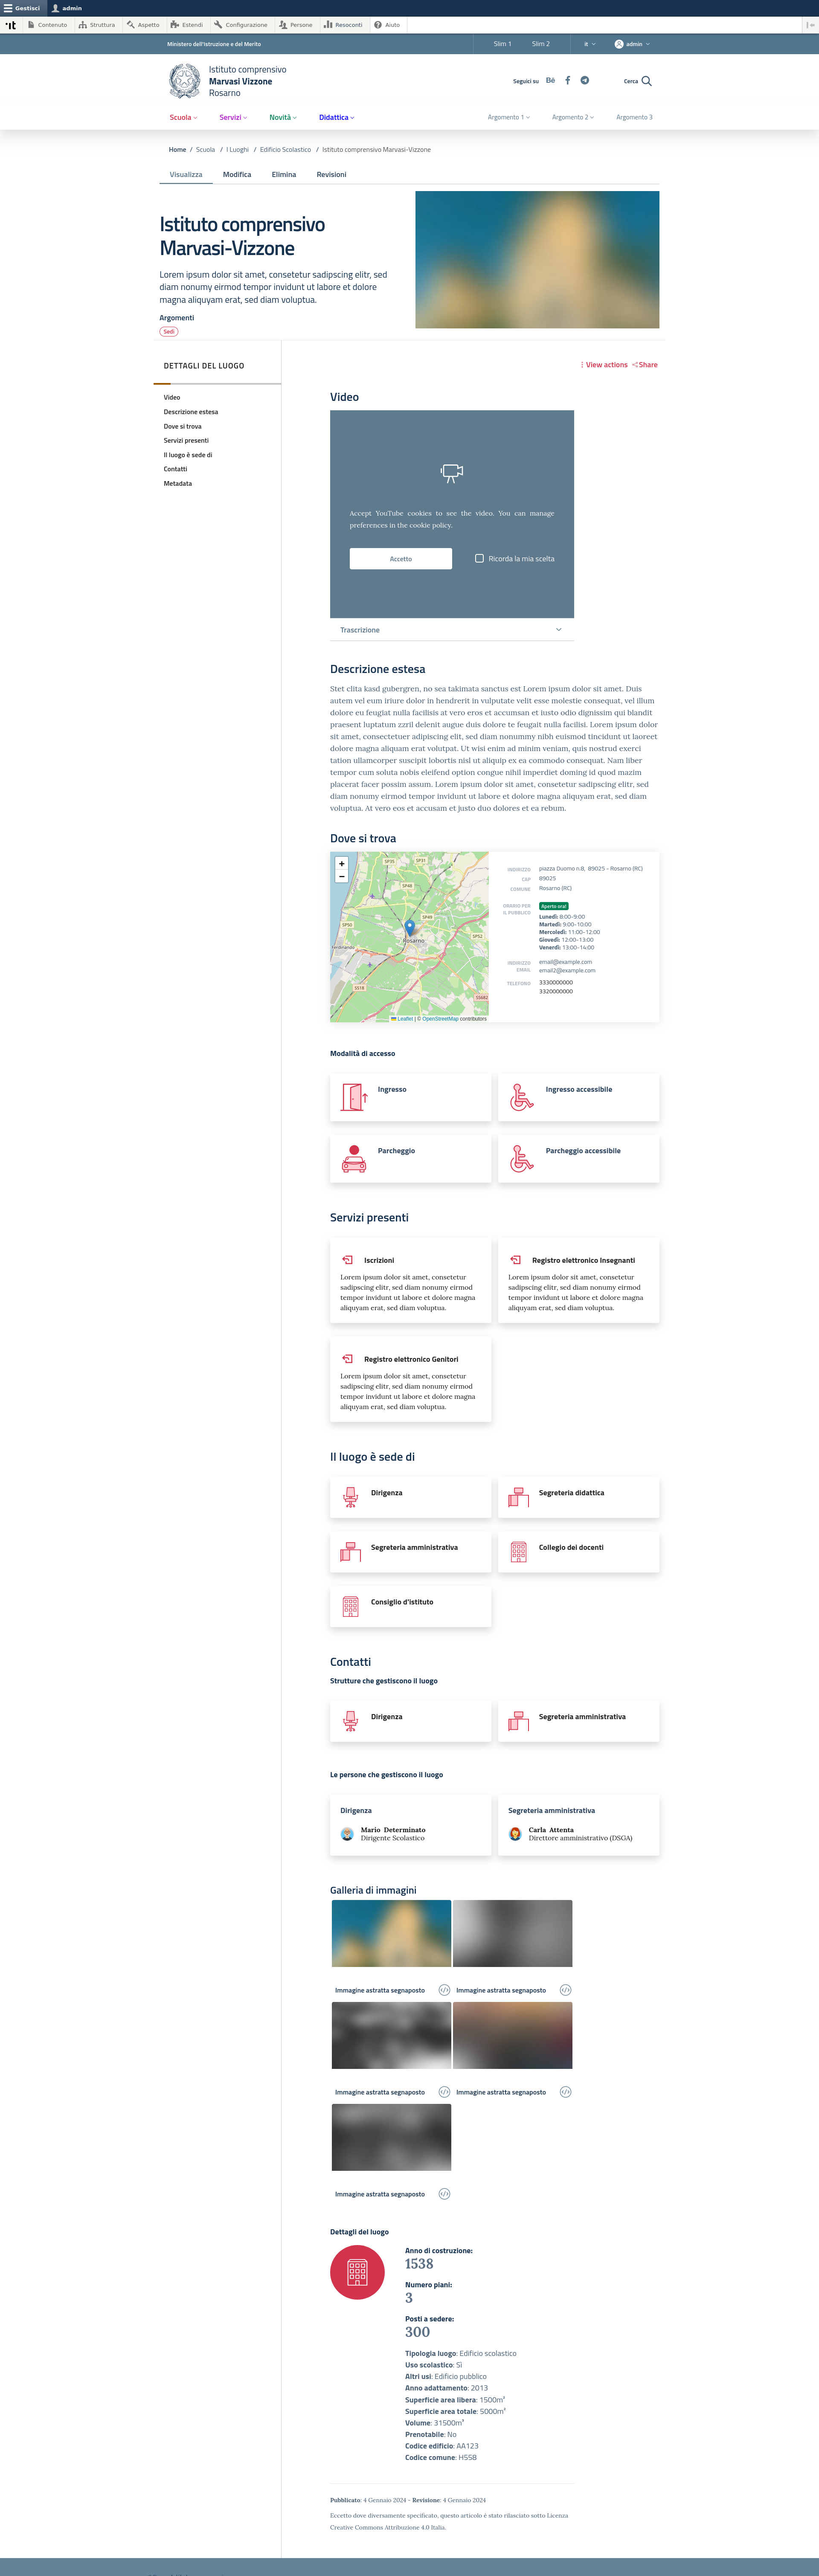 Gestisci
admin
Contenuto
Struttura
Aspetto
Estendi
Configurazione
Persone
Resoconti
Aiuto
Ministero dell'Istruzione e del Merito
Slim 1
Slim 2
it
admin
Istituto comprensivo
Marvasi Vizzone
Rosarno
Seguici su
Bē
Cerca
Scuola
Servizi
Novità
Didattica
Argomento 1
Argomento 2
Argomento 3
Home / Scuola / I Luoghi / Edificio Scolastico / Istituto comprensivo Marvasi-Vizzone
Visualizza
Modifica
Elimina
Revisioni
Istituto comprensivo
Marvasi-Vizzone
Lorem ipsum dolor sit amet, consetetur sadipscing elitr, sed
diam nonumy eirmod tempor invidunt ut labore et dolore
magna aliquyam erat, sed diam voluptua.
Argomenti
Sedi
DETTAGLI DEL LUOGO
Video
Descrizione estesa
Dove si trova
Servizi presenti
Il luogo è sede di
Contatti
Metadata
View actions
Share
Video
Accept YouTube cookies to see the video. You can manage
preferences in the cookie policy.
Accetto
Ricorda la mia scelta
Trascrizione
Descrizione estesa
Stet clita kasd gubergren, no sea takimata sanctus est Lorem ipsum dolor sit amet. Duis
autem vel eum iriure dolor in hendrerit in vulputate velit esse molestie consequat, vel illum
dolore eu feugiat nulla facilisis at vero eros et accumsan et iusto odio dignissim qui blandit
praesent luptatum zzril delenit augue duis dolore te feugait nulla facilisi. Lorem ipsum dolor
sit amet, consectetuer adipiscing elit, sed diam nonummy nibh euismod tincidunt ut laoreet
dolore magna aliquam erat volutpat. Ut wisi enim ad minim veniam, quis nostrud exerci
tation ullamcorper suscipit lobortis nisl ut aliquip ex ea commodo consequat. Nam liber
tempor cum soluta nobis eleifend option congue nihil imperdiet doming id quod mazim
placerat facer possim assum. Lorem ipsum dolor sit amet, consetetur sadipscing elitr, sed
diam nonumy eirmod tempor invidunt ut labore et dolore magna aliquyam erat, sed diam
voluptua. At vero eos et accusam et justo duo dolores et ea rebum.
Dove si trova
+
−
SP35
SP31
SP48
SP45
SP52
Rosarno
SS18
SS682
Leaflet | © OpenStreetMap contributors
INDIRIZZO
piazza Duomo n.8, 89025 - Rosarno (RC)
CAP
89025
COMUNE
Rosarno (RC)
ORARIO PER
IL PUBBLICO
Aperto ora!
Lunedì: 8:00-9:00
Martedì: 9:00-10:00
Mercoledì: 11:00-12:00
Giovedì: 12:00-13:00
Venerdì: 13:00-14:00
INDIRIZZO
EMAIL
email@example.com
email2@example.com
TELEFONO
3330000000
3320000000
Modalità di accesso
Ingresso
Ingresso accessibile
Parcheggio
Parcheggio accessibile
Servizi presenti
Iscrizioni
Lorem ipsum dolor sit amet, consetetur
sadipscing elitr, sed diam nonumy eirmod
tempor invidunt ut labore et dolore magna
aliquyam erat, sed diam voluptua.
Registro elettronico Insegnanti
Lorem ipsum dolor sit amet, consetetur
sadipscing elitr, sed diam nonumy eirmod
tempor invidunt ut labore et dolore magna
aliquyam erat, sed diam voluptua.
Registro elettronico Genitori
Lorem ipsum dolor sit amet, consetetur
sadipscing elitr, sed diam nonumy eirmod
tempor invidunt ut labore et dolore magna
aliquyam erat, sed diam voluptua.
Il luogo è sede di
Dirigenza
Segreteria didattica
Segreteria amministrativa
Collegio dei docenti
Consiglio d'istituto
Contatti
Strutture che gestiscono il luogo
Dirigenza
Segreteria amministrativa
Le persone che gestiscono il luogo
Dirigenza
Mario Determinato
Dirigente Scolastico
Segreteria amministrativa
Carla Attenta
Direttore amministrativo (DSGA)
Galleria di immagini
Immagine astratta segnaposto
Immagine astratta segnaposto
Immagine astratta segnaposto
Immagine astratta segnaposto
Immagine astratta segnaposto
Dettagli del luogo
Anno di costruzione:
1538
Numero piani:
3
Posti a sedere:
300
Tipologia luogo: Edificio scolastico
Uso scolastico: Sì
Altri usi: Edificio pubblico
Anno adattamento: 2013
Superficie area libera: 1500m²
Superficie area totale: 5000m²
Volume: 31500m³
Prenotabile: No
Codice edificio: AA123
Codice comune: H558
Pubblicato: 4 Gennaio 2024 - Revisione: 4 Gennaio 2024
Eccetto dove diversamente specificato, questo articolo è stato rilasciato sotto Licenza
Creative Commons Attribuzione 4.0 Italia.